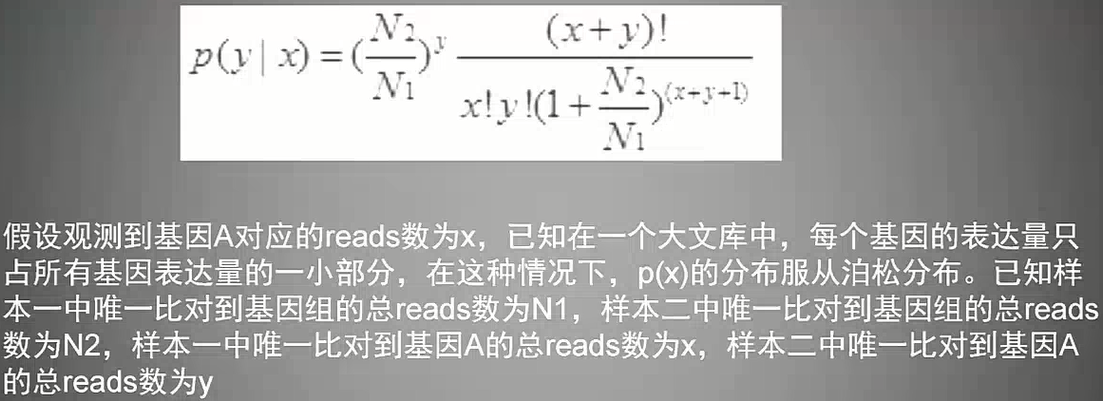 p(y | x) = (N2/N1)^y (x+y)! / x! y! (1 + N2/N1)^(x+y+1)
假设观测到基因A对应的reads数为x，已知在一个大文库中，每个基因的表达量只
占所有基因表达量的一小部分，在这种情况下，p(x)的分布服从泊松分布。已知样
本一中唯一比对到基因组的总reads数为N1，样本二中唯一比对到基因组的总reads
数为N2，样本一中唯一比对到基因A的总reads数为x，样本二中唯一比对到基因A
的总reads数为y